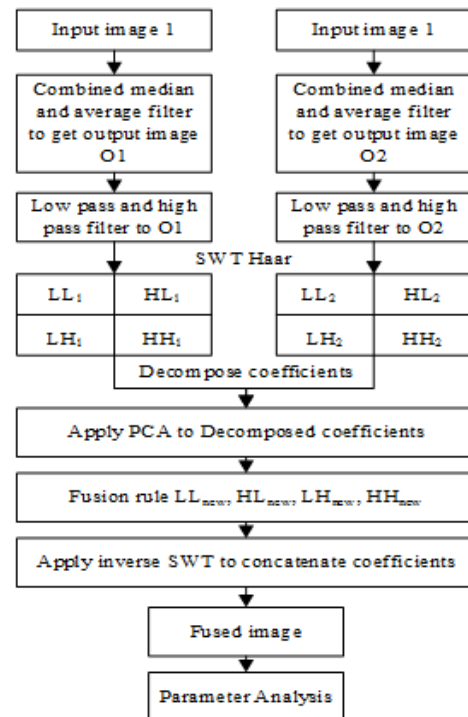 Input image 1
Combined median
and average filter
to get output image
O1
Low pass and high
pass filter to O1
Input image 1
Combined median
and average filter
to get output image
O2
Low pass and high
pass filter to O2
SWT Haar
LL₁ HL₁
LH₁ HH₁
LL₂ HL₂
LH₂ HH₂
Decompose coefficients
Apply PCA to Decomposed coefficients
Fusion rule LLₙₑw, HLₙₑw, LHₙₑw, HHₙₑw
Apply inverse SWT to concatenate coefficients
Fused image
Parameter Analysis